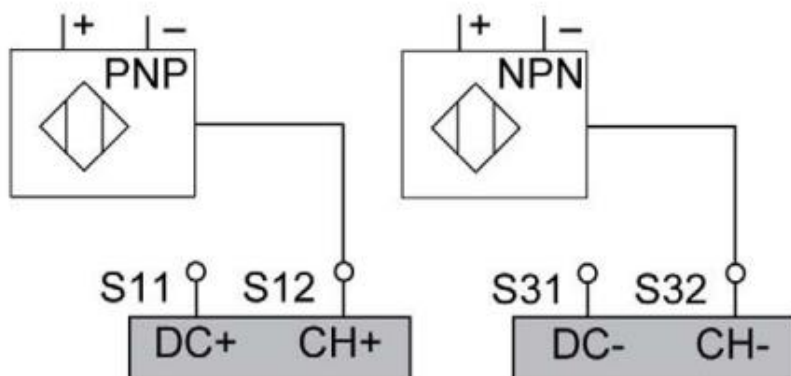 + − + −
PNP NPN
S11 S12 S31 S32
DC+ CH+ DC- CH-